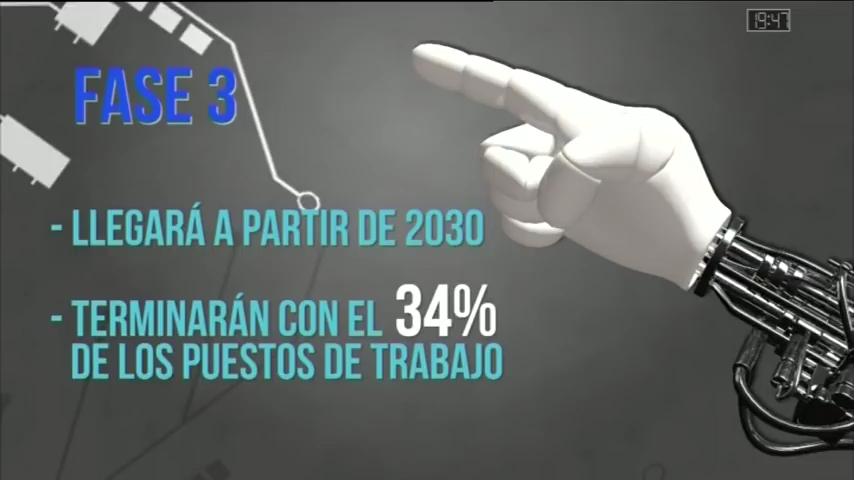 19:47
FASE 3
- LLEGARÁ A PARTIR DE 2030
- TERMINARÁN CON EL 34%
DE LOS PUESTOS DE TRABAJO